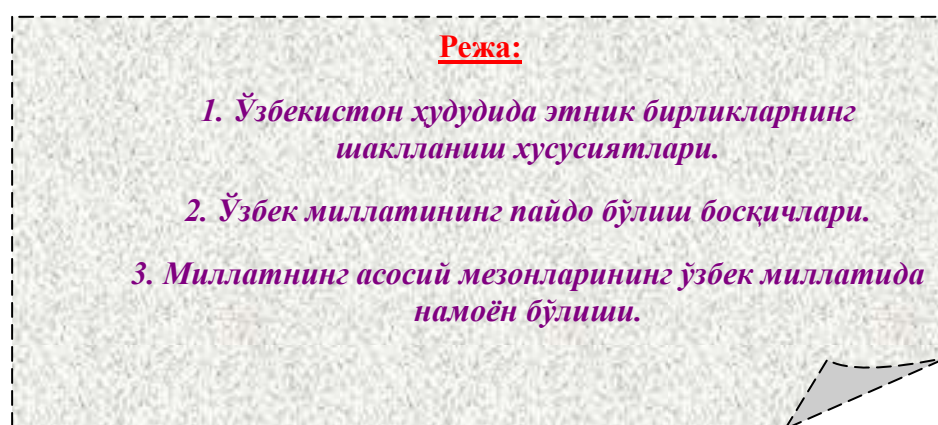 Режа:
1. Ўзбекистон ҳудудида этник бирликларнинг
шаклланиш хусусиятлари.
2. Ўзбек миллатининг пайдо бўлиш босқичлари.
3. Миллатнинг асосий мезонларининг ўзбек миллатида
намоён бўлиши.